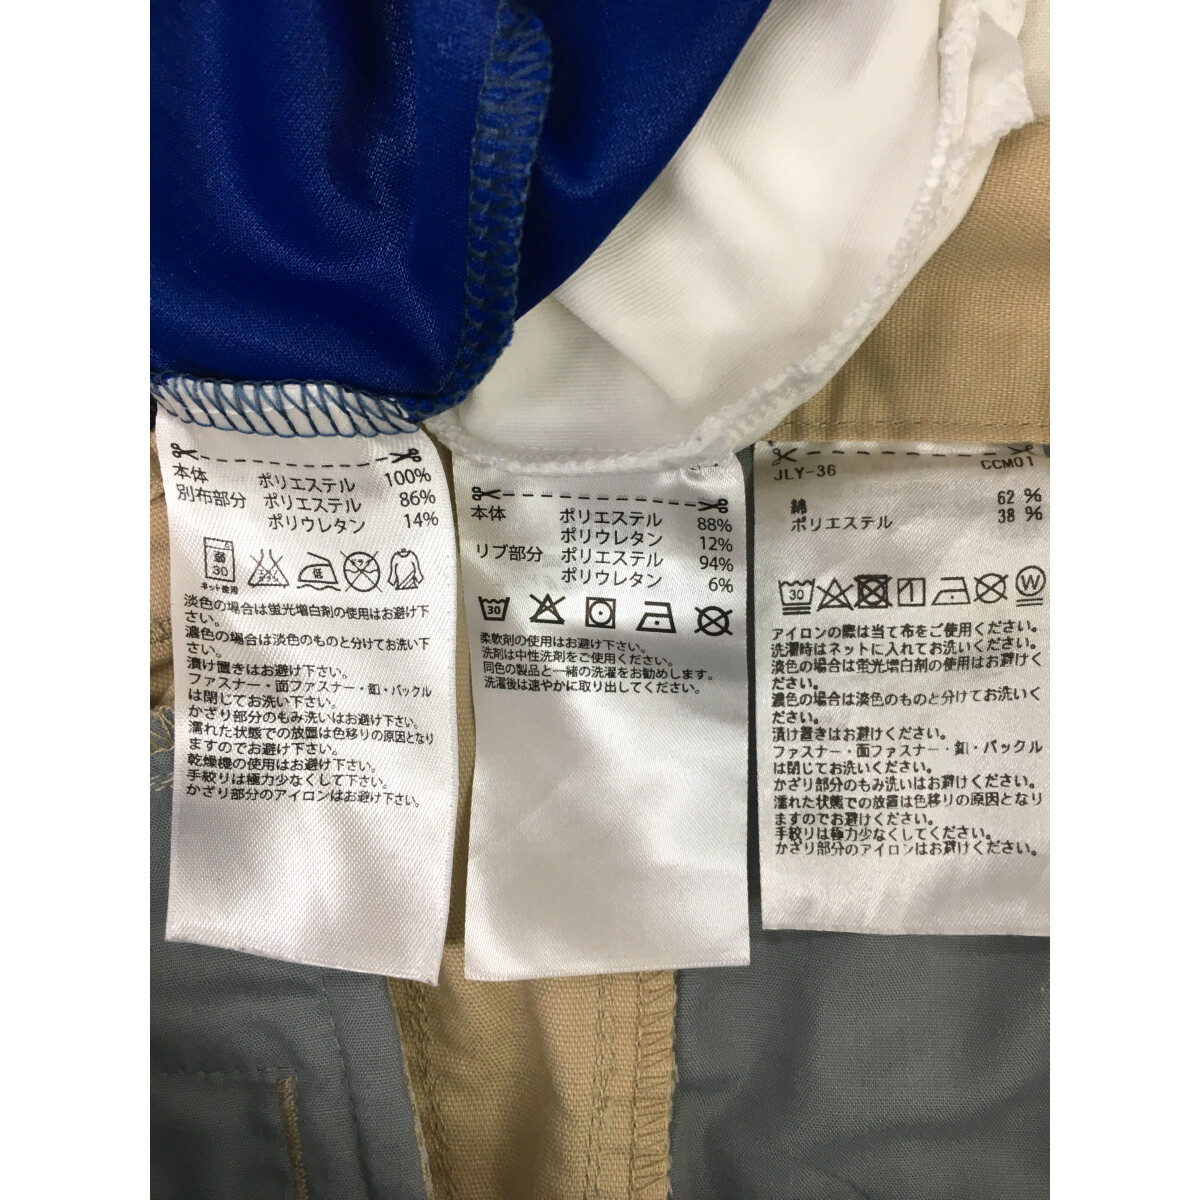 本体 ポリエステル 100%
別布部分 ポリエステル 86%
ポリウレタン 14%
弱
30
エンソ
サラシ
低
ドライ
ネット使用
淡色の場合は蛍光増白剤の使用はお避け下
さい。
濃色の場合は淡色のものと分けてお洗い下
さい。
漬け置きはお避け下さい。
ファスナー・面ファスナー・釦・バックル
は閉じてお洗い下さい。
かざり部分のもみ洗いはお避け下さい。
濡れた状態での放置は色移りの原因となり
ますのでお避け下さい。
乾燥機の使用はお避け下さい。
手絞りは極力少なくして下さい。
かざり部分のアイロンはお避け下さい。
本体 ポリエステル 88%
ポリウレタン 12%
リブ部分 ポリエステル 94%
ポリウレタン 6%
30
柔軟剤の使用はお避け下さい。
洗剤は中性洗剤をご使用ください。
同色の製品と一緒の洗濯をお勧めします。
洗濯後は速やかに取り出してください。
JLY-36 CCM01
綿 62 %
ポリエステル 38 %
30 W
アイロンの際は当て布をご使用ください。
洗濯時はネットに入れてお洗いください。
淡色の場合は蛍光増白剤の使用はお避けく
ださい。
濃色の場合は淡色のものと分けてお洗いく
ださい。
漬け置きはお避けください。
ファスナー・面ファスナー・釦・バックル
は閉じてお洗いください。
かざり部分のもみ洗いはお避けください。
濡れた状態での放置は色移りの原因となり
ますのでお避けください。
手絞りは極力少なくしてください。
かざり部分のアイロンはお避けください。